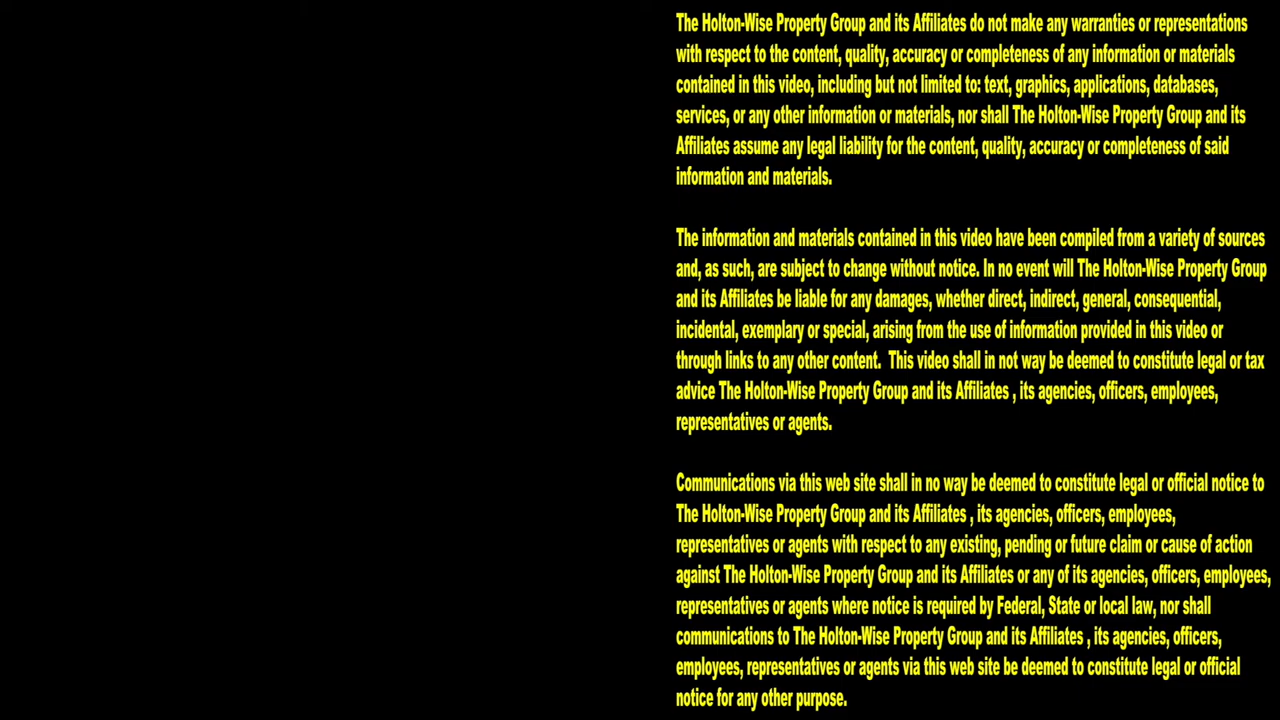 The Holton-Wise Property Group and its Affiliates do not make any warranties or representations
with respect to the content, quality, accuracy or completeness of any information or materials
contained in this video, including but not limited to: text, graphics, applications, databases,
services, or any other information or materials, nor shall The Holton-Wise Property Group and its
Affiliates assume any legal liability for the content, quality, accuracy or completeness of said
information and materials.
The information and materials contained in this video have been compiled from a variety of sources
and, as such, are subject to change without notice. In no event will The Holton-Wise Property Group
and its Affiliates be liable for any damages, whether direct, indirect, general, consequential,
incidental, exemplary or special, arising from the use of information provided in this video or
through links to any other content.  This video shall in not way be deemed to constitute legal or tax
advice The Holton-Wise Property Group and its Affiliates , its agencies, officers, employees,
representatives or agents.
Communications via this web site shall in no way be deemed to constitute legal or official notice to
The Holton-Wise Property Group and its Affiliates , its agencies, officers, employees,
representatives or agents with respect to any existing, pending or future claim or cause of action
against The Holton-Wise Property Group and its Affiliates or any of its agencies, officers, employees,
representatives or agents where notice is required by Federal, State or local law, nor shall
communications to The Holton-Wise Property Group and its Affiliates , its agencies, officers,
employees, representatives or agents via this web site be deemed to constitute legal or official
notice for any other purpose.